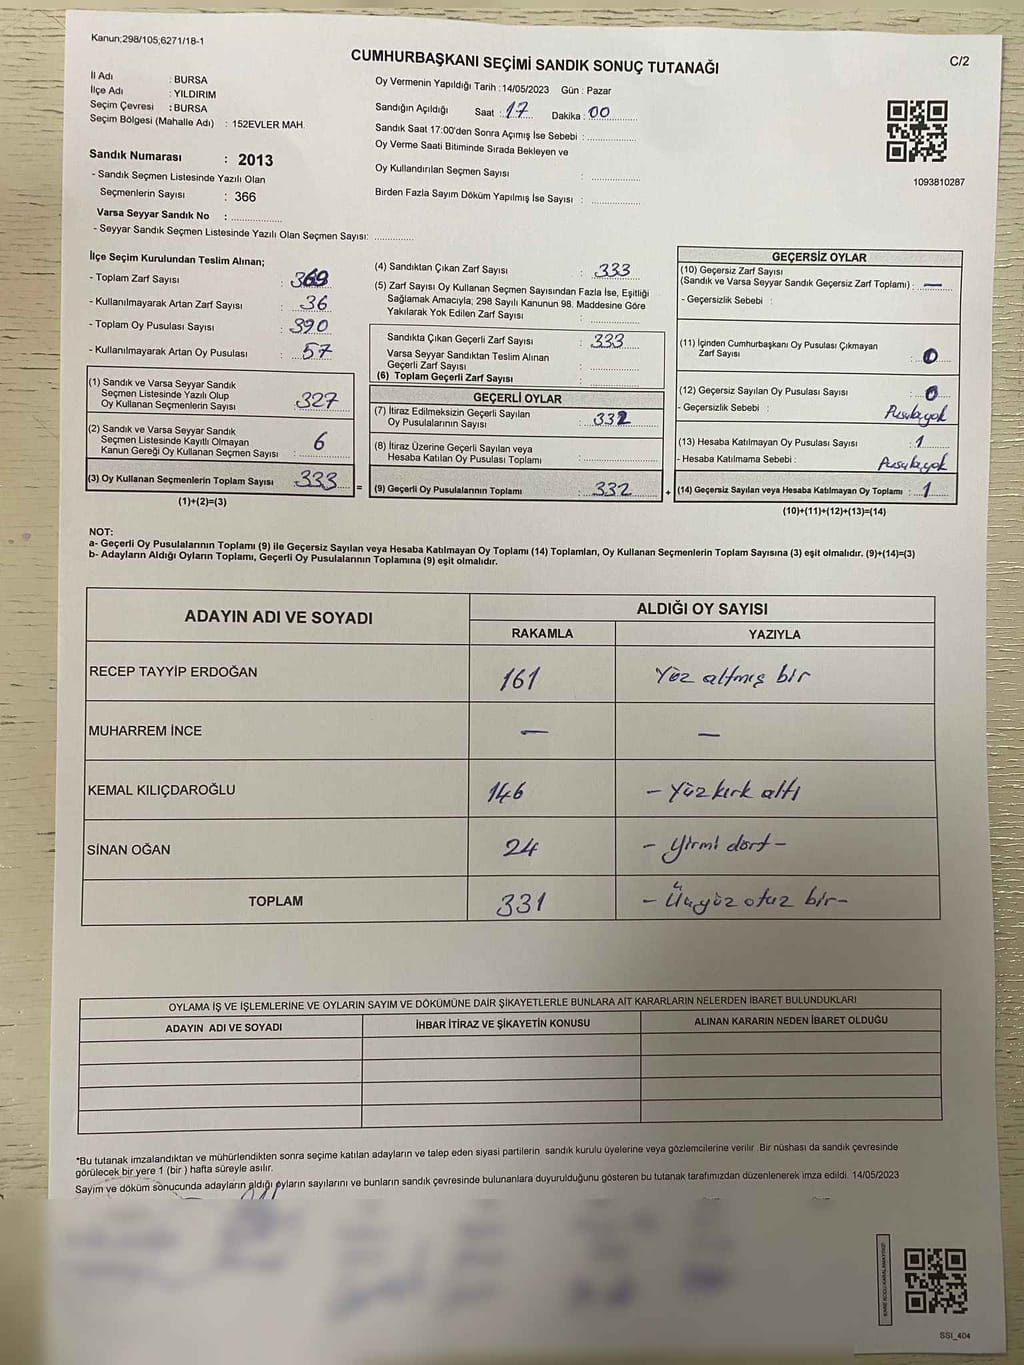 Kanun;298/105;6271/18-1
CUMHURBAŞKANI SEÇİMİ SANDIK SONUÇ TUTANAĞI
C/2
İl Adı : BURSA
İlçe Adı : YILDIRIM
Seçim Çevresi : BURSA
Seçim Bölgesi (Mahalle Adı) : 152EVLER MAH.
Sandık Numarası : 2013
- Sandık Seçmen Listesinde Yazılı Olan
Seçmenlerin Sayısı : 366
Varsa Seyyar Sandık No : ..............
- Seyyar Sandık Seçmen Listesinde Yazılı Olan Seçmen Sayısı: ............
Oy Vermenin Yapıldığı Tarih : 14/05/2023 Gün : Pazar
Sandığın Açıldığı Saat : 17 Dakika : 00
Sandık Saat 17:00'den Sonra Açımış İse Sebebi : ..............
Oy Verme Saati Bitiminde Sırada Bekleyen ve
Oy Kullandırılan Seçmen Sayısı : ..............
Birden Fazla Sayım Döküm Yapılmış İse Sayısı : ..............
1093810287
İlçe Seçim Kurulundan Teslim Alınan;
- Toplam Zarf Sayısı : 369
- Kullanılmayarak Artan Zarf Sayısı : 36
- Toplam Oy Pusulası Sayısı : 390
- Kullanılmayarak Artan Oy Pusulası : 57
(1) Sandık ve Varsa Seyyar Sandık
Seçmen Listesinde Yazılı Olup
Oy Kullanan Seçmenlerin Sayısı : 327
(2) Sandık ve Varsa Seyyar Sandık
Seçmen Listesinde Kayıtlı Olmayan
Kanun Gereği Oy Kullanan Seçmen Sayısı : 6
(3) Oy Kullanan Seçmenlerin Toplam Sayısı : 333 =
(1)+(2)=(3)
(4) Sandıktan Çıkan Zarf Sayısı : 333
(5) Zarf Sayısı Oy Kullanan Seçmen Sayısından Fazla İse, Eşitliği
Sağlamak Amacıyla; 298 Sayılı Kanunun 98. Maddesine Göre
Yakılarak Yok Edilen Zarf Sayısı : ..............
Sandıkta Çıkan Geçerli Zarf Sayısı : 333
Varsa Seyyar Sandıktan Teslim Alınan
Geçerli Zarf Sayısı : ..............
(6) Toplam Geçerli Zarf Sayısı : ..............
GEÇERLİ OYLAR
(7) İtiraz Edilmeksizin Geçerli Sayılan
Oy Pusulalarının Sayısı : 332
(8) İtiraz Üzerine Geçerli Sayılan veya
Hesaba Katılan Oy Pusulası Toplamı : ..............
(9) Geçerli Oy Pusulalarının Toplamı : 332 +
GEÇERSİZ OYLAR
(10) Geçersiz Zarf Sayısı
(Sandık ve Varsa Seyyar Sandık Geçersiz Zarf Toplamı) : —
- Geçersizlik Sebebi :
(11) İçinden Cumhurbaşkanı Oy Pusulası Çıkmayan
Zarf Sayısı : 0
(12) Geçersiz Sayılan Oy Pusulası Sayısı : 0
- Geçersizlik Sebebi : Pusula yok
(13) Hesaba Katılmayan Oy Pusulası Sayısı : 1
- Hesaba Katılmama Sebebi : Pusula yok
(14) Geçersiz Sayılan veya Hesaba Katılmayan Oy Toplamı : 1
(10)+(11)+(12)+(13)=(14)
NOT:
a- Geçerli Oy Pusulalarının Toplamı (9) ile Geçersiz Sayılan veya Hesaba Katılmayan Oy Toplamı (14) Toplamları, Oy Kullanan Seçmenlerin Toplam Sayısına (3) eşit olmalıdır. (9)+(14)=(3)
b- Adayların Aldığı Oyların Toplamı, Geçerli Oy Pusulalarının Toplamına (9) eşit olmalıdır.
ADAYIN ADI VE SOYADI
ALDIĞI OY SAYISI
RAKAMLA YAZIYLA
RECEP TAYYİP ERDOĞAN 161 Yüz altmış bir
MUHARREM İNCE — —
KEMAL KILIÇDAROĞLU 146 - Yüz kırk altı
SİNAN OĞAN 24 - yirmi dört -
TOPLAM 331 - Üçyüz otuz bir -
OYLAMA İŞ VE İŞLEMLERİNE VE OYLARIN SAYIM VE DÖKÜMÜNE DAİR ŞİKAYETLERLE BUNLARA AİT KARARLARIN NELERDEN İBARET BULUNDUKLARI
ADAYIN ADI VE SOYADI İHBAR İTİRAZ VE ŞİKAYETİN KONUSU ALINAN KARARIN NEDEN İBARET OLDUĞU
*Bu tutanak imzalandıktan ve mühürlendikten sonra seçime katılan adayların ve talep eden siyasi partilerin sandık kurulu üyelerine veya gözlemcilerine verilir. Bir nüshası da sandık çevresinde
görülecek bir yere 1 (bir ) hafta süreyle asılır.
Sayım ve döküm sonucunda adayların aldığı oyların sayılarını ve bunların sandık çevresinde bulunanlara duyurulduğunu gösteren bu tutanak tarafımızdan düzenlenerek imza edildi. 14/05/2023
SSI_404